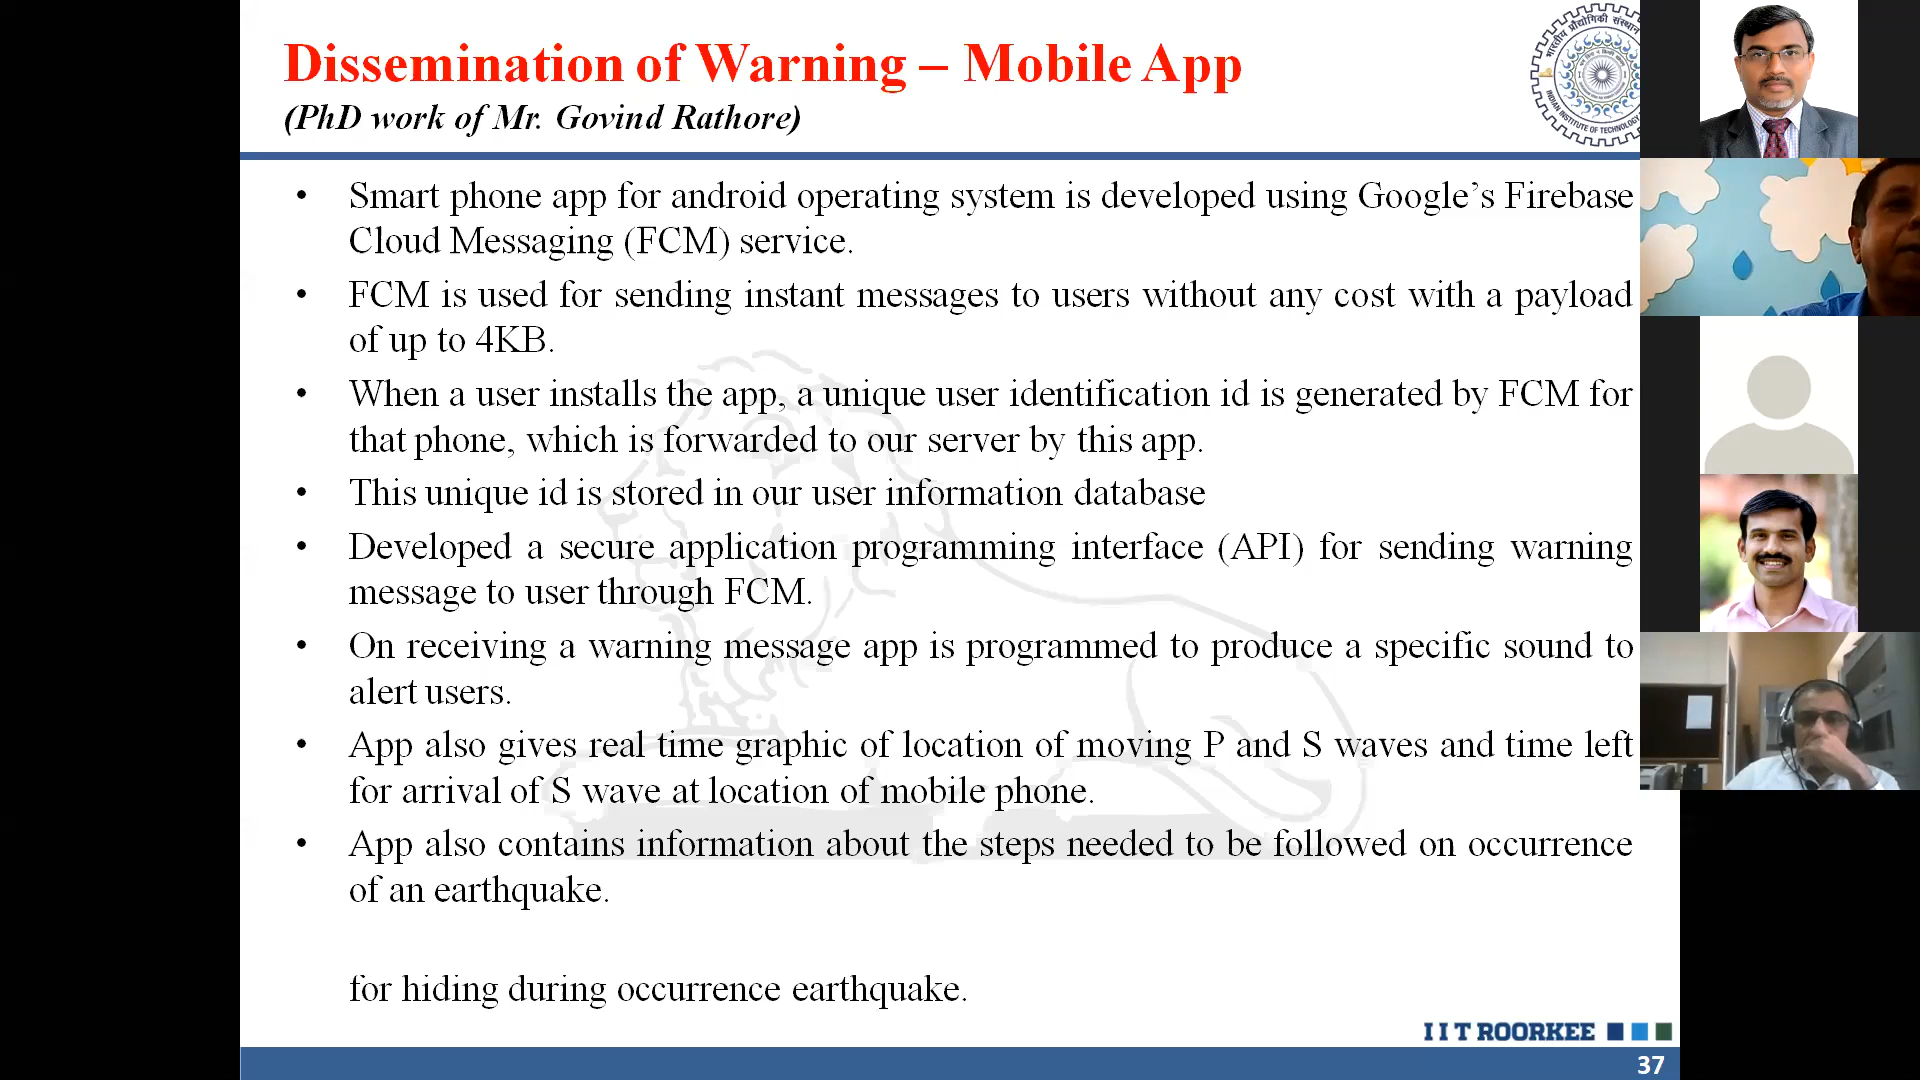 Dissemination of Warning – Mobile App
(PhD work of Mr. Govind Rathore)
• Smart phone app for android operating system is developed using Google’s Firebase
Cloud Messaging (FCM) service.
• FCM is used for sending instant messages to users without any cost with a payload
of up to 4KB.
• When a user installs the app, a unique user identification id is generated by FCM for
that phone, which is forwarded to our server by this app.
• This unique id is stored in our user information database
• Developed a secure application programming interface (API) for sending warning
message to user through FCM.
• On receiving a warning message app is programmed to produce a specific sound to
alert users.
• App also gives real time graphic of location of moving P and S waves and time left
for arrival of S wave at location of mobile phone.
• App also contains information about the steps needed to be followed on occurrence
of an earthquake.
for hiding during occurrence earthquake.
I I T ROORKEE
37
भारतीय प्रौद्योगिकी संस्थान
INDIAN INSTITUTE OF TECHNOLOGY